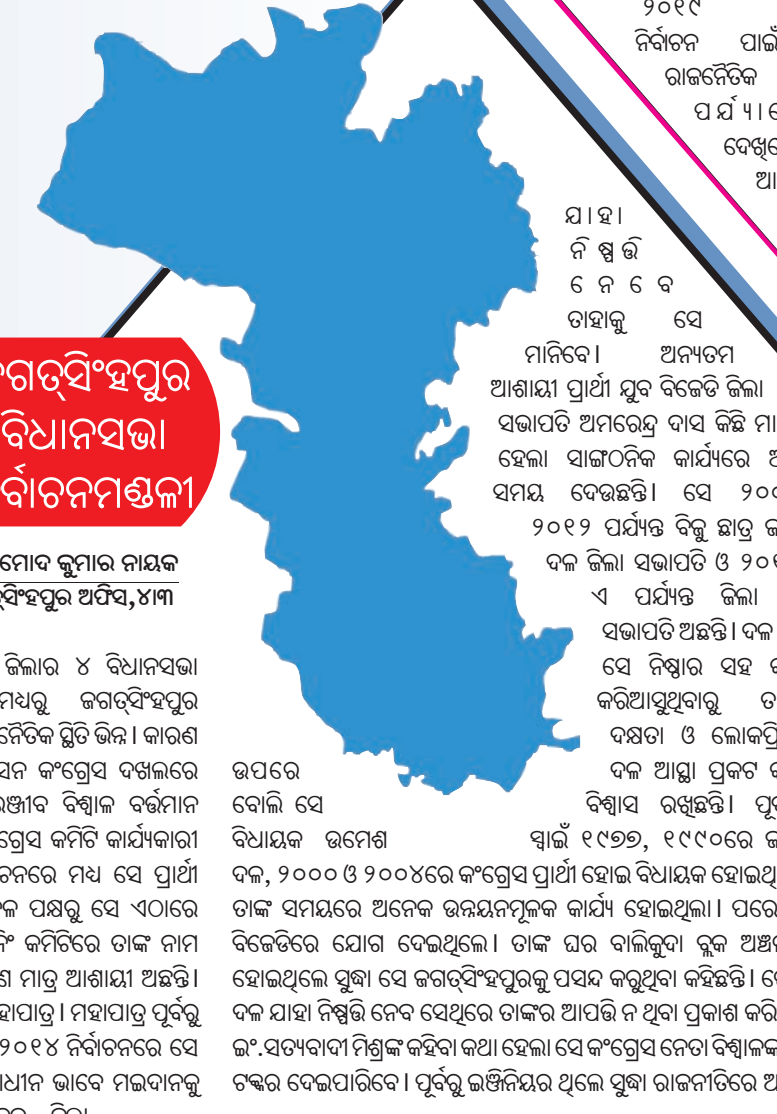 ଜଗତ୍‌ସିଂହପୁର
ବିଧାନସଭା
ର୍ବାଚନମଣ୍ଡଳୀ
ମୋଦ କୁମାର ନାୟକ
ତ୍‌ସିଂହପୁର ଅଫିସ,୪।୩
ଜିଲାର ୪ ବିଧାନସଭା
ମଧ୍ୟରୁ ଜଗତ୍‌ସିଂହପୁର
ନୈତିକ ସ୍ଥିତି ଭିନ୍ନ । କାରଣ
ସନ କଂଗ୍ରେସ ଦଖଲରେ
ରଞ୍ଜୀବ ବିଶ୍ୱାଳ ବର୍ତ୍ତମାନ
ଗ୍ରେସ କମିଟି କାର୍ଯ୍ୟକାରୀ
ଚନରେ ମଧ୍ୟ ସେ ପ୍ରାର୍ଥୀ
ଳ ପକ୍ଷରୁ ସେ ଏଠାରେ
ନିଂ କମିଟିରେ ତାଙ୍କ ନାମ
ଣ ମାତ୍ର ଆଶାୟୀ ଅଛନ୍ତି ।
ହାପାତ୍ର । ମହାପାତ୍ର ପୂର୍ବରୁ
୨୦୧୪ ନିର୍ବାଚନରେ ସେ
ାଧୀନ ଭାବେ ମଇଦାନକୁ
୨୦୧୯
ନିର୍ବାଚନ ପାଇଁ
ରାଜନୈତିକ
ପର୍ଯ୍ୟା
ଦେଖି
ଆ
ଯାହା
ନିଷ୍ପତ୍ତି
ନେବେ
ତାହାକୁ ସେ
ମାନିବେ । ଅନ୍ୟତମ
ଆଶାୟୀ ପ୍ରାର୍ଥୀ ଯୁବ ବିଜେଡି ଜିଲା
ସଭାପତି ଅମରେନ୍ଦ୍ର ଦାସ କିଛି ମା
ହେଲା ସାଙ୍ଗଠନିକ କାର୍ଯ୍ୟରେ
ସମୟ ଦେଉଛନ୍ତି । ସେ ୨୦୦
୨୦୧୨ ପର୍ଯ୍ୟନ୍ତ ବିଜୁ ଛାତ୍ର
ଦଳ ଜିଲା ସଭାପତି ଓ ୨୦୧
ଏ ପର୍ଯ୍ୟନ୍ତ ଜିଲା
ସଭାପତି ଅଛନ୍ତି । ଦଳ
ସେ ନିଷ୍ଠାର ସହ
କରିଆସୁଥିବାରୁ ତ
ଦକ୍ଷତା ଓ ଲୋକପ୍ରି
ଦଳ ଆସ୍ଥା ପ୍ରକଟ
ବିଶ୍ୱାସ ରଖିଛନ୍ତି । ପୂର୍ବ
ଉପରେ
ବୋଲି ସେ
ବିଧାୟକ ଉମେଶ ସ୍ୱାଇଁ ୧୯୭୭, ୧୯୯୦ରେ ଜ
ଦଳ, ୨୦୦୦ ଓ ୨୦୦୪ରେ କଂଗ୍ରେସ ପ୍ରାର୍ଥୀ ହୋଇ ବିଧାୟକ ହୋଇଥି
ତାଙ୍କ ସମୟରେ ଅନେକ ଉନ୍ନୟନମୂଳକ କାର୍ଯ୍ୟ ହୋଇଥିଲା । ପରେ
ବିଜେଡିରେ ଯୋଗ ଦେଇଥିଲେ । ତାଙ୍କ ଘର ବାଲିକୁଦା ବ୍ଲକ ଅଞ୍ଚ
ହୋଇଥିଲେ ସୁଦ୍ଧା ସେ ଜଗତ୍‌ସିଂହପୁରକୁ ପସନ୍ଦ କରୁଥିବା କହିଛନ୍ତି ।
ଦଳ ଯାହା ନିଷ୍ପତ୍ତି ନେବ ସେଥିରେ ତାଙ୍କର ଆପତ୍ତି ନ ଥିବା ପ୍ରକାଶ କରି
ଇଂ.ସତ୍ୟବାଦୀ ମିଶ୍ରଙ୍କ କହିବା କଥା ହେଲା ସେ କଂଗ୍ରେସ ନେତା ବିଶ୍ୱାଳଙ୍କ
ଟକ୍କର ଦେଇପାରିବେ । ପୂର୍ବରୁ ଇଞ୍ଜିନିୟର ଥିଲେ ସୁଦ୍ଧା ରାଜନୀତିରେ ଅ